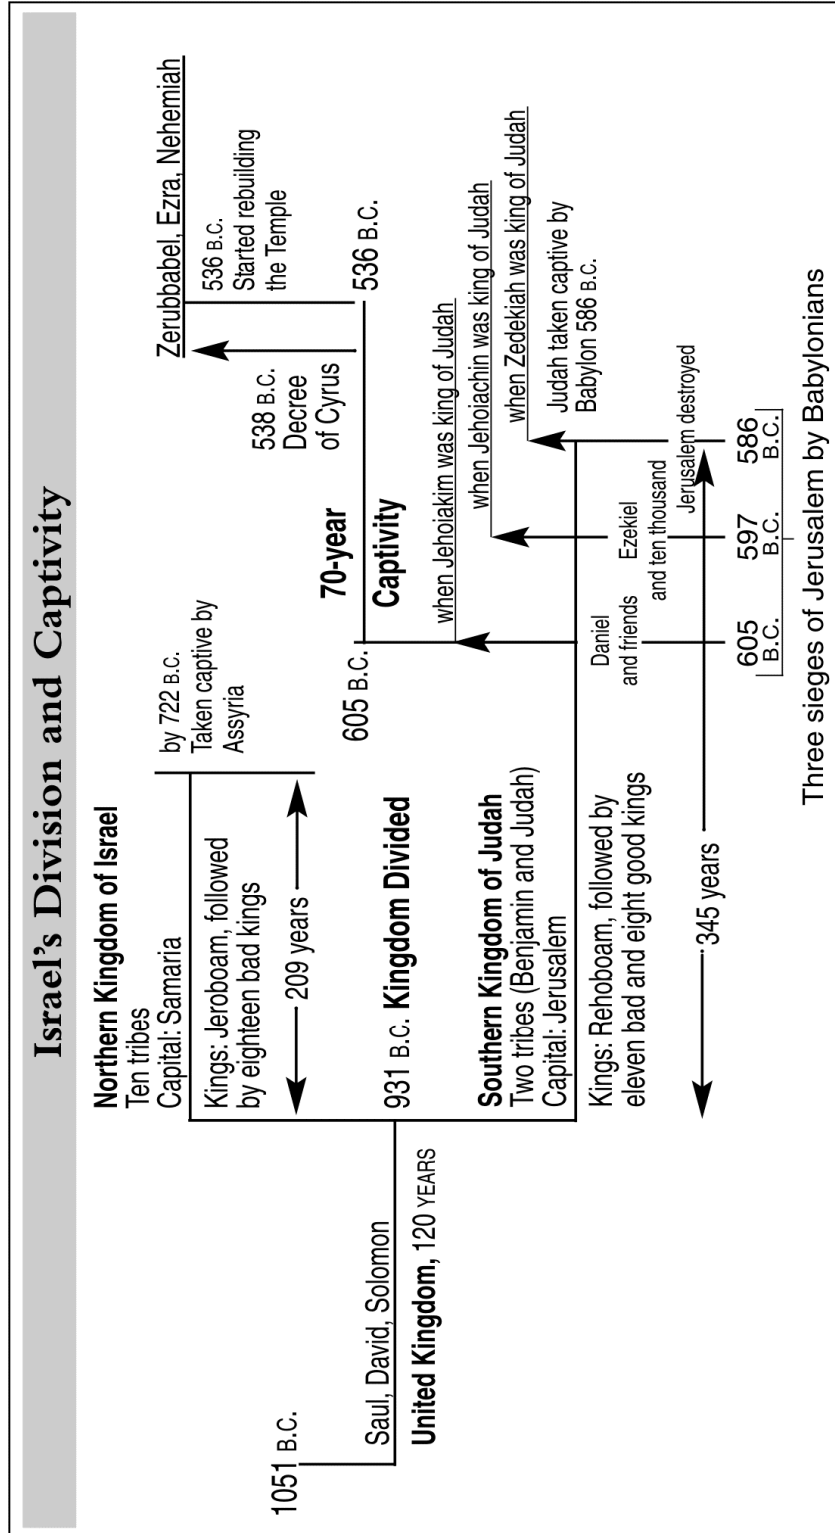 Israel's Division and Captivity
1051 B.C.
Saul, David, Solomon
United Kingdom, 120 YEARS
Northern Kingdom of Israel
Ten tribes
Capital: Samaria
Kings: Jeroboam, followed
by eighteen bad kings
209 years
by 722 B.C.
Taken captive by
Assyria
931 B.C. Kingdom Divided
Southern Kingdom of Judah
Two tribes (Benjamin and Judah)
Capital: Jerusalem
Kings: Rehoboam, followed by
eleven bad and eight good kings
345 years
605 B.C.
70-year
Captivity
538 B.C.
Decree
of Cyrus
536 B.C.
Zerubbabel, Ezra, Nehemiah
536 B.C.
Started rebuilding
the Temple
when Jehoiakim was king of Judah
when Jehoiachin was king of Judah
when Zedekiah was king of Judah
Judah taken captive by
Babylon 586 B.C.
Daniel
and friends
Ezekiel
and ten thousand
Jerusalem destroyed
605
B.C.
597
B.C.
586
B.C.
Three sieges of Jerusalem by Babylonians